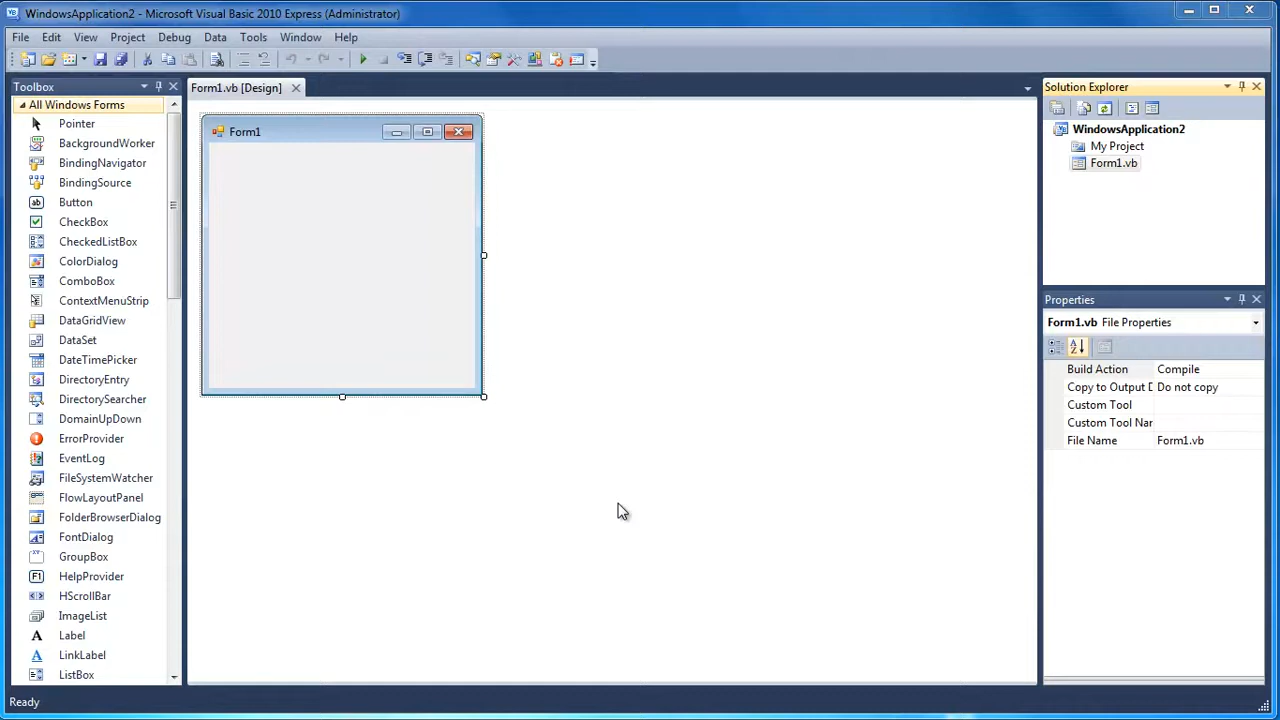 WindowsApplication2 - Microsoft Visual Basic 2010 Express (Administrator)
File Edit View Project Debug Data Tools Window Help
Toolbox
All Windows Forms
Pointer
BackgroundWorker
BindingNavigator
BindingSource
Button
CheckBox
CheckedListBox
ColorDialog
ComboBox
ContextMenuStrip
DataGridView
DataSet
DateTimePicker
DirectoryEntry
DirectorySearcher
DomainUpDown
ErrorProvider
EventLog
FileSystemWatcher
FlowLayoutPanel
FolderBrowserDialog
FontDialog
GroupBox
HelpProvider
HScrollBar
ImageList
Label
LinkLabel
ListBox
Form1.vb [Design]
Form1
Solution Explorer
WindowsApplication2
My Project
Form1.vb
Properties
Form1.vb File Properties
Build Action Compile
Copy to Output D Do not copy
Custom Tool
Custom Tool Nar
File Name Form1.vb
Ready